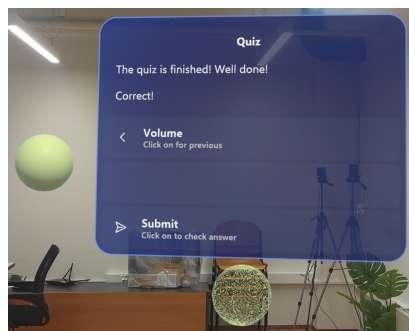 Quiz
The quiz is finished! Well done!
Correct!
Volume
Click on for previous
Submit
Click on to check answer